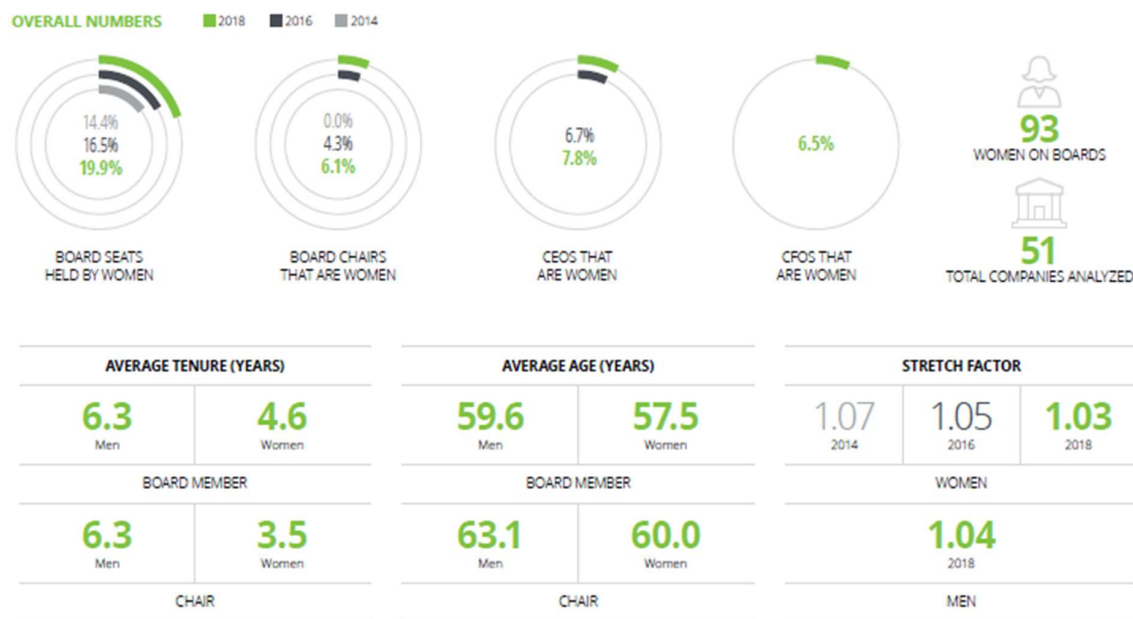 OVERALL NUMBERS 2018 2016 2014
14.4%
16.5%
19.9%
BOARD SEATS
HELD BY WOMEN
0.0%
4.3%
6.1%
BOARD CHAIRS
THAT ARE WOMEN
6.7%
7.8%
CEOS THAT
ARE WOMEN
6.5%
CFOS THAT
ARE WOMEN
93
WOMEN ON BOARDS
51
TOTAL COMPANIES ANALYZED
AVERAGE TENURE (YEARS)
6.3 4.6
Men Women
BOARD MEMBER
6.3 3.5
Men Women
CHAIR
AVERAGE AGE (YEARS)
59.6 57.5
Men Women
BOARD MEMBER
63.1 60.0
Men Women
CHAIR
STRETCH FACTOR
1.07 1.05 1.03
2014 2016 2018
WOMEN
1.04
2018
MEN